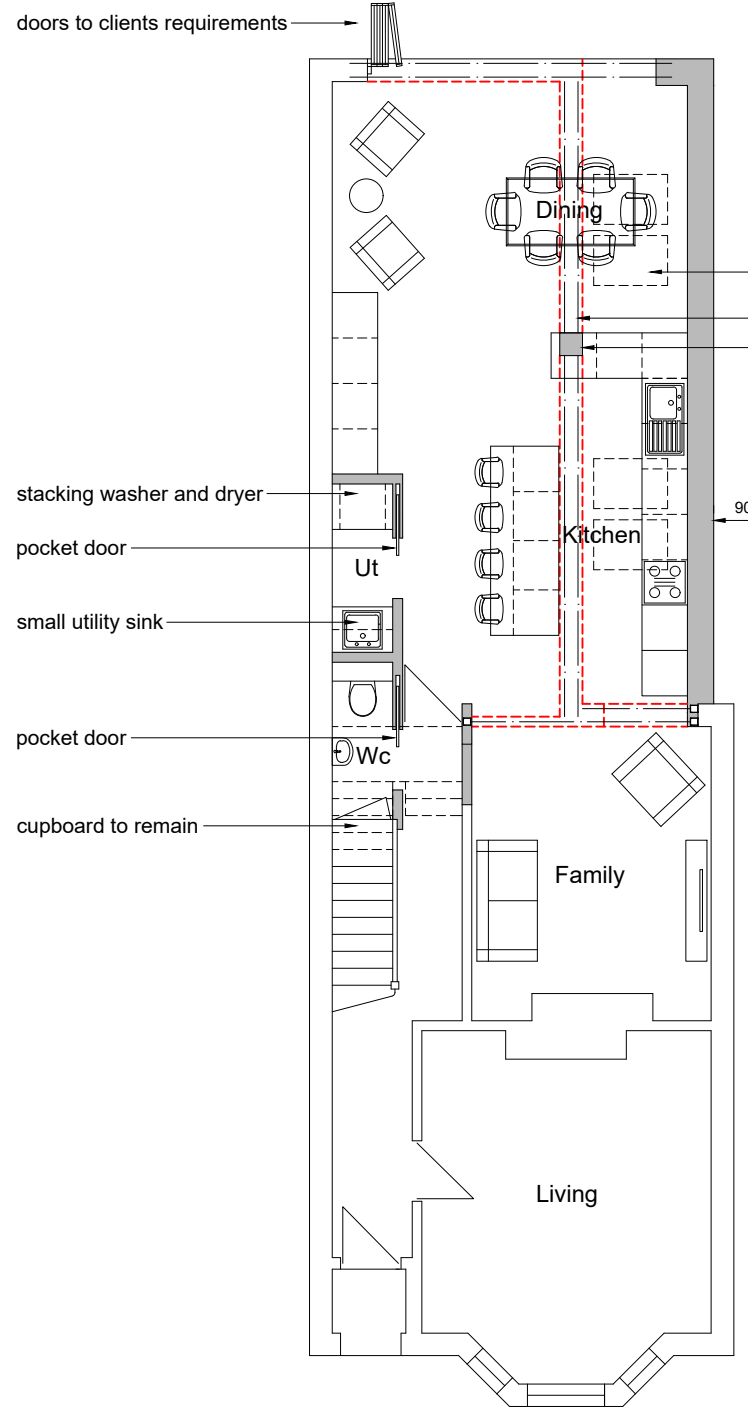 doors to clients requirements
Dining
stacking washer and dryer
90
pocket door
Kitchen
Ut
small utility sink
pocket door
Wc
cupboard to remain
Family
Living